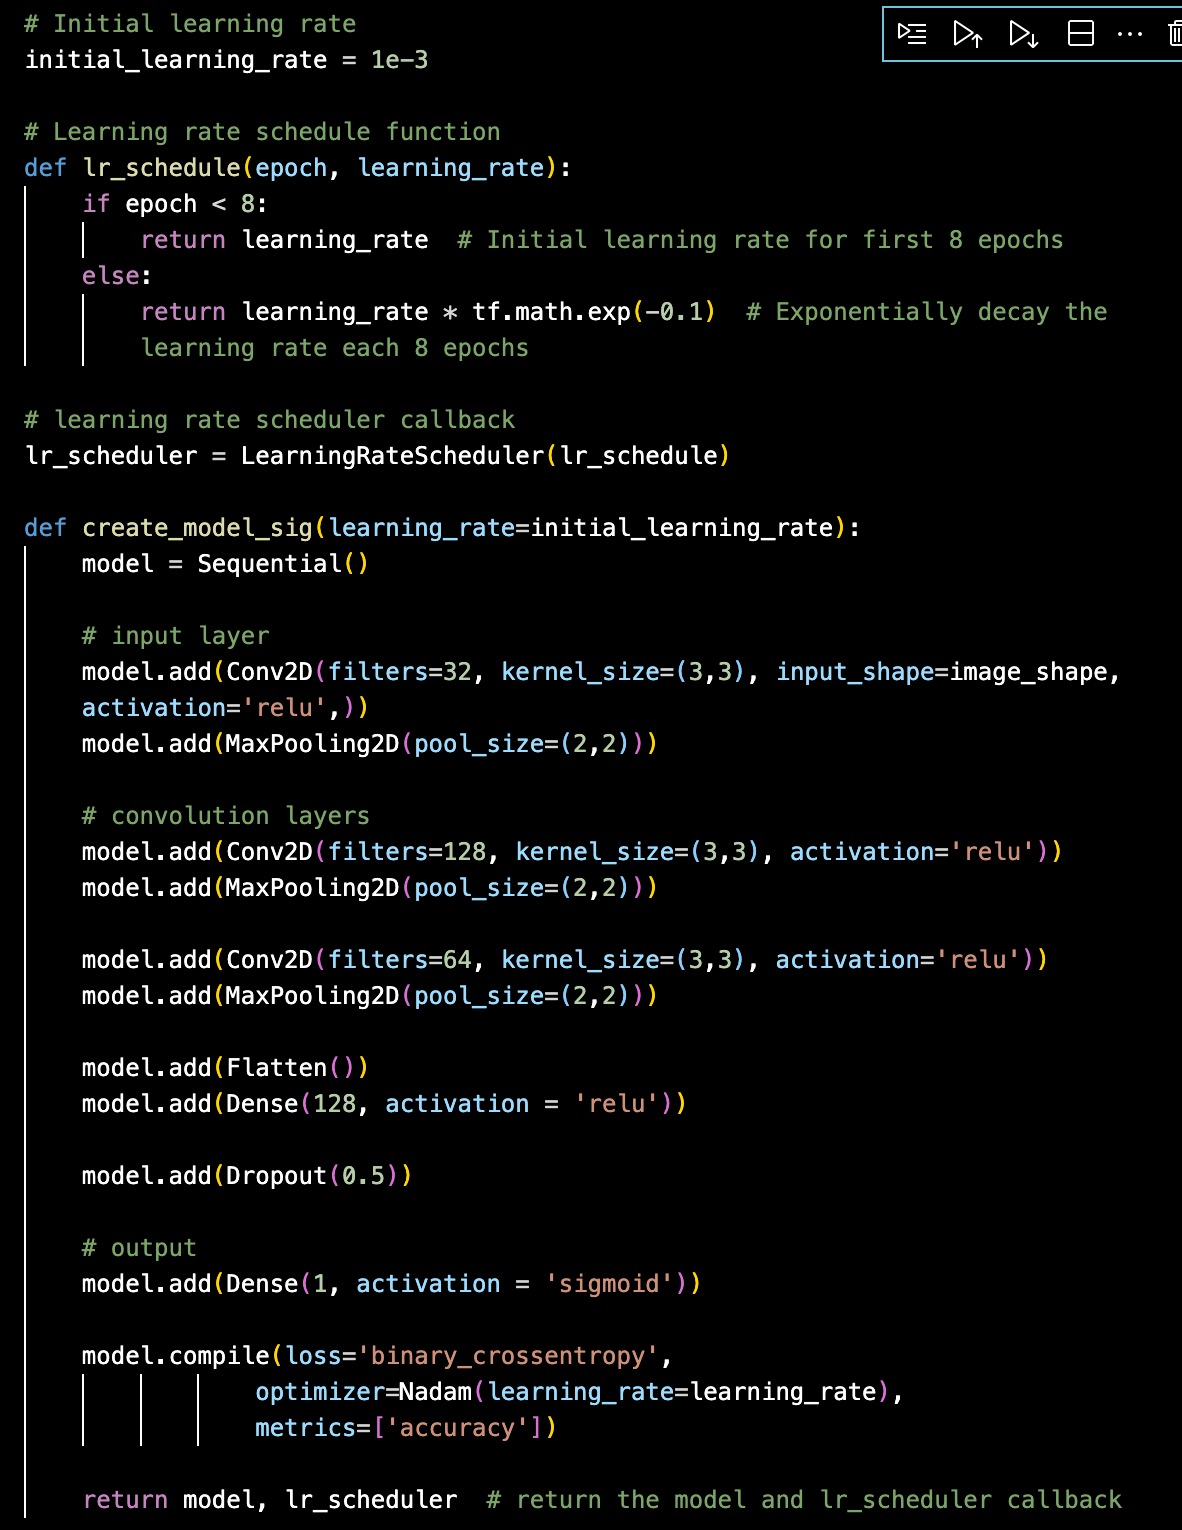 # Initial learning rate
initial_learning_rate = 1e-3

# Learning rate schedule function
def lr_schedule(epoch, learning_rate):
    if epoch < 8:
        return learning_rate  # Initial learning rate for first 8 epochs
    else:
        return learning_rate * tf.math.exp(-0.1)  # Exponentially decay the
        learning rate each 8 epochs

# learning rate scheduler callback
lr_scheduler = LearningRateScheduler(lr_schedule)

def create_model_sig(learning_rate=initial_learning_rate):
    model = Sequential()

    # input layer
    model.add(Conv2D(filters=32, kernel_size=(3,3), input_shape=image_shape,
    activation='relu',))
    model.add(MaxPooling2D(pool_size=(2,2)))

    # convolution layers
    model.add(Conv2D(filters=128, kernel_size=(3,3), activation='relu'))
    model.add(MaxPooling2D(pool_size=(2,2)))

    model.add(Conv2D(filters=64, kernel_size=(3,3), activation='relu'))
    model.add(MaxPooling2D(pool_size=(2,2)))

    model.add(Flatten())
    model.add(Dense(128, activation = 'relu'))

    model.add(Dropout(0.5))

    # output
    model.add(Dense(1, activation = 'sigmoid'))

    model.compile(loss='binary_crossentropy',
                optimizer=Nadam(learning_rate=learning_rate),
                metrics=['accuracy'])

    return model, lr_scheduler  # return the model and lr_scheduler callback